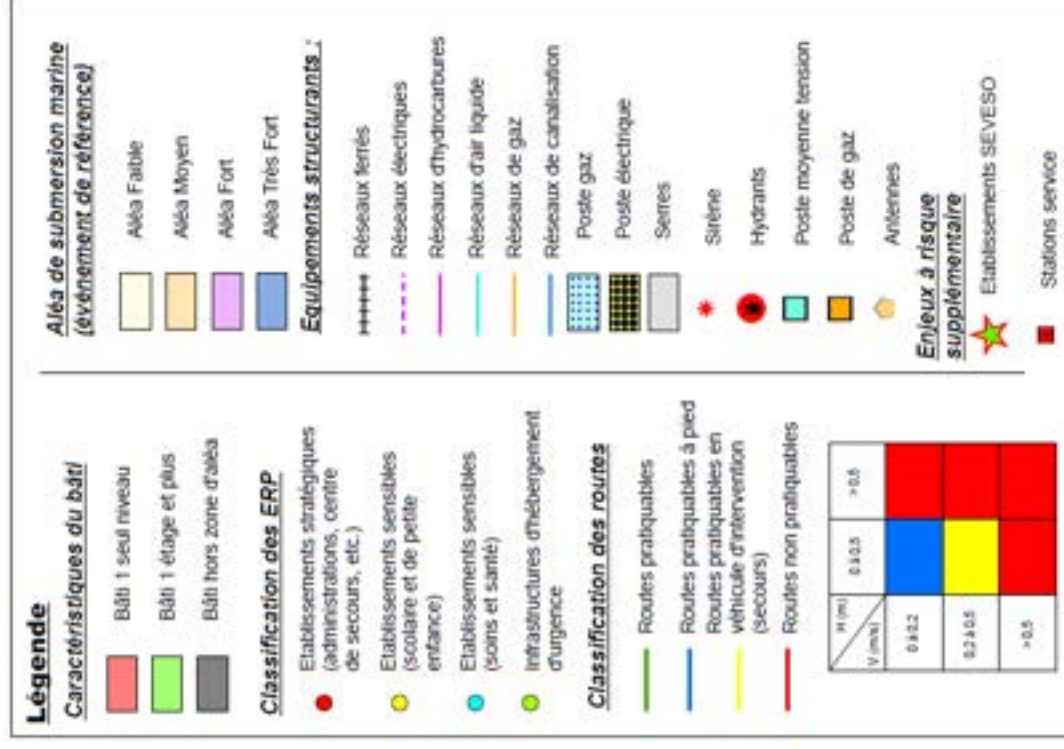 Légende
Caractéristiques du bâti
Bâti 1 seul niveau
Bâti 1 étage et plus
Bâti hors zone d'aléa
Classification des ERP
Etablissements stratégiques
(administrations, centre
de secours, etc.)
Etablissements sensibles
(scolaire et de petite
enfance)
Etablissements sensibles
(soins et santé)
Infrastructures d'hébergement
d'urgence
Classification des routes
Routes pratiquables
Routes pratiquables à pied
Routes pratiquables en
véhicule d'intervention
(secours)
Routes non pratiquables
H (m)
V (m/s)
0 à 0,5
> 0,5
0 à 0,2
0,2 à 0,5
> 0,5
Aléa de submersion marine
(événement de référence)
Aléa Faible
Aléa Moyen
Aléa Fort
Aléa Très Fort
Equipements structurants :
Réseaux ferrés
Réseaux électriques
Réseaux d'hydrocarbures
Réseaux d'air liquide
Réseaux de gaz
Réseaux de canalisation
Poste gaz
Poste électrique
Serres
Sirène
Hydrants
Poste moyenne tension
Poste de gaz
Antennes
Enjeux à risque
supplémentaire
Etablissements SEVESO
Stations service